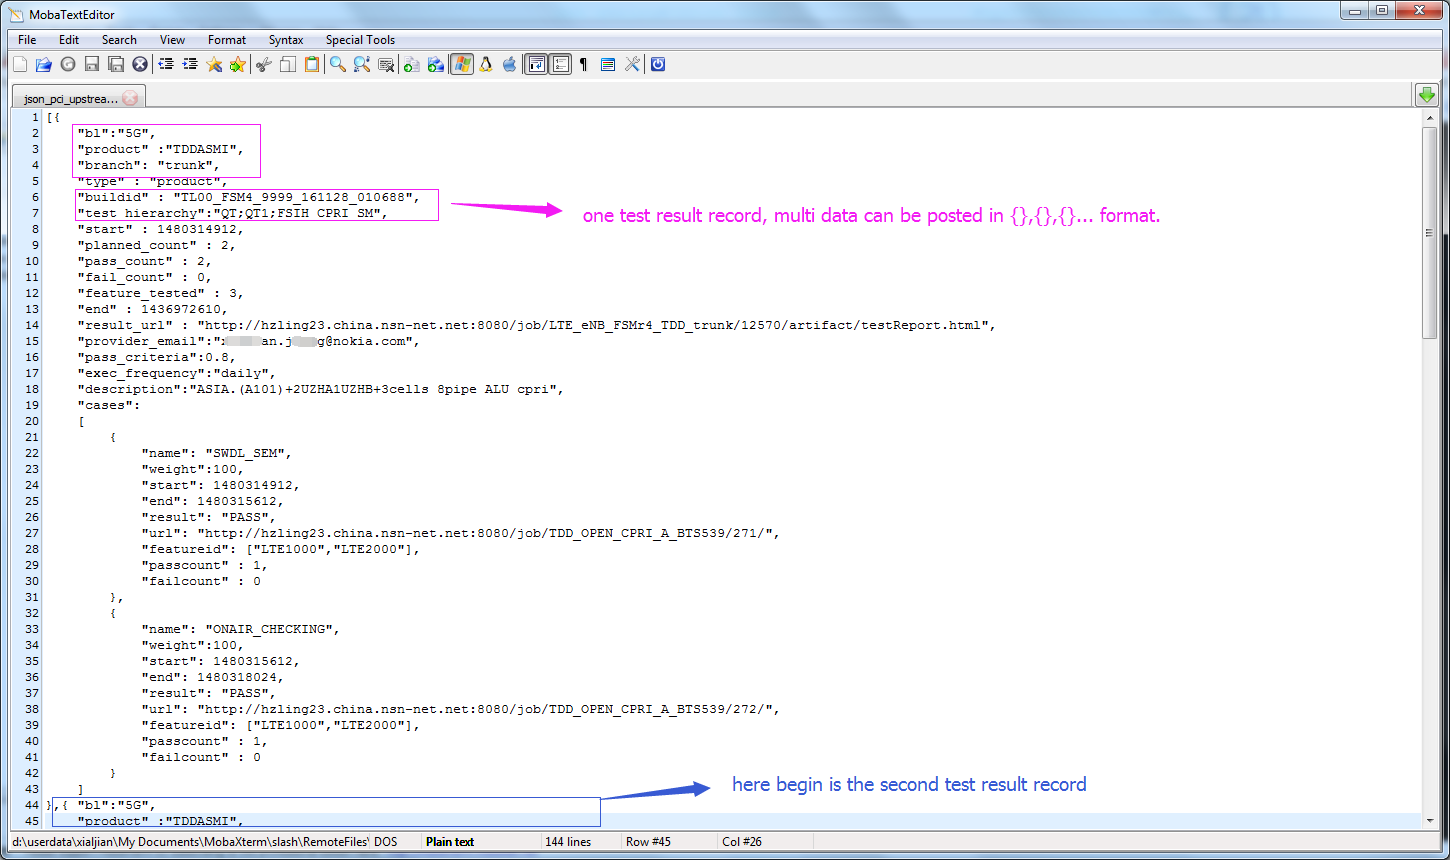 MobaTextEditor
File Edit Search View Format Syntax Special Tools
json_pci_upstrea...
1 [{
2 "bl":"5G",
3 "product" :"TDDASMI",
4 "branch": "trunk",
5 "type" : "product",
6 "buildid" : "TL00_FSM4_9999_161128_010688",
7 "test_hierarchy":"QT;QT1;FSIH_CPRI_SM",
one test result record, multi data can be posted in {},{},{}... format.
8 "start" : 1480314912,
9 "planned_count" : 2,
10 "pass_count" : 2,
11 "fail_count" : 0,
12 "feature_tested" : 3,
13 "end" : 1436972610,
14 "result_url" : "http://hzling23.china.nsn-net.net:8080/job/LTE_eNB_FSMr4_TDD_trunk/12570/artifact/testReport.html",
15 "provider_email":" an.j g@nokia.com",
16 "pass_criteria":0.8,
17 "exec_frequency":"daily",
18 "description":"ASIA.(A101)+2UZHA1UZHB+3cells 8pipe ALU cpri",
19 "cases":
20 [
21 {
22 "name": "SWDL_SEM",
23 "weight":100,
24 "start": 1480314912,
25 "end": 1480315612,
26 "result": "PASS",
27 "url": "http://hzling23.china.nsn-net.net:8080/job/TDD_OPEN_CPRI_A_BTS539/271/",
28 "featureid": ["LTE1000","LTE2000"],
29 "passcount" : 1,
30 "failcount" : 0
31 },
32 {
33 "name": "ONAIR_CHECKING",
34 "weight":100,
35 "start": 1480315612,
36 "end": 1480318024,
37 "result": "PASS",
38 "url": "http://hzling23.china.nsn-net.net:8080/job/TDD_OPEN_CPRI_A_BTS539/272/",
39 "featureid": ["LTE1000","LTE2000"],
40 "passcount" : 1,
41 "failcount" : 0
42 }
43 ]
here begin is the second test result record
44 },{ "bl":"5G",
45 "product" :"TDDASMI",
d:\userdata\xialjian\My Documents\MobaXterm\slash\RemoteFiles\ DOS Plain text 144 lines Row #45 Col #26